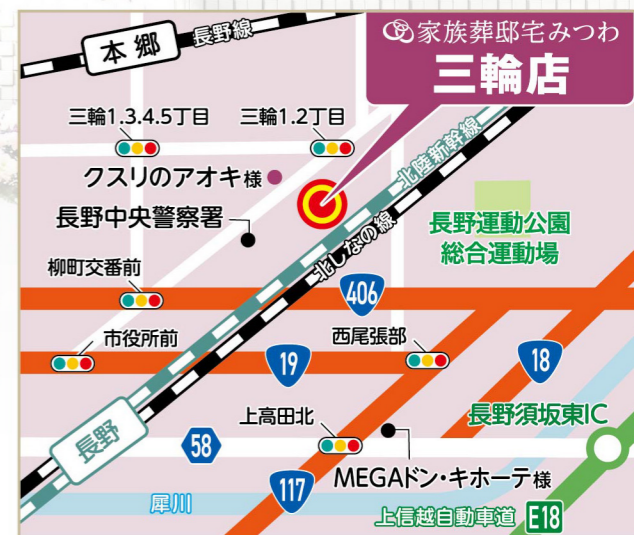 家族葬邸宅みつわ
三輪店
本郷
長野線
三輪1.3.4.5丁目
三輪1.2丁目
北陸新幹線
クスリのアオキ様
長野中央警察署
北しなの線
長野運動公園
総合運動場
柳町交番前
406
市役所前
19
西尾張部
18
長野
上高田北
長野須坂東IC
58
MEGAドン・キホーテ様
117
犀川
上信越自動車道 E18